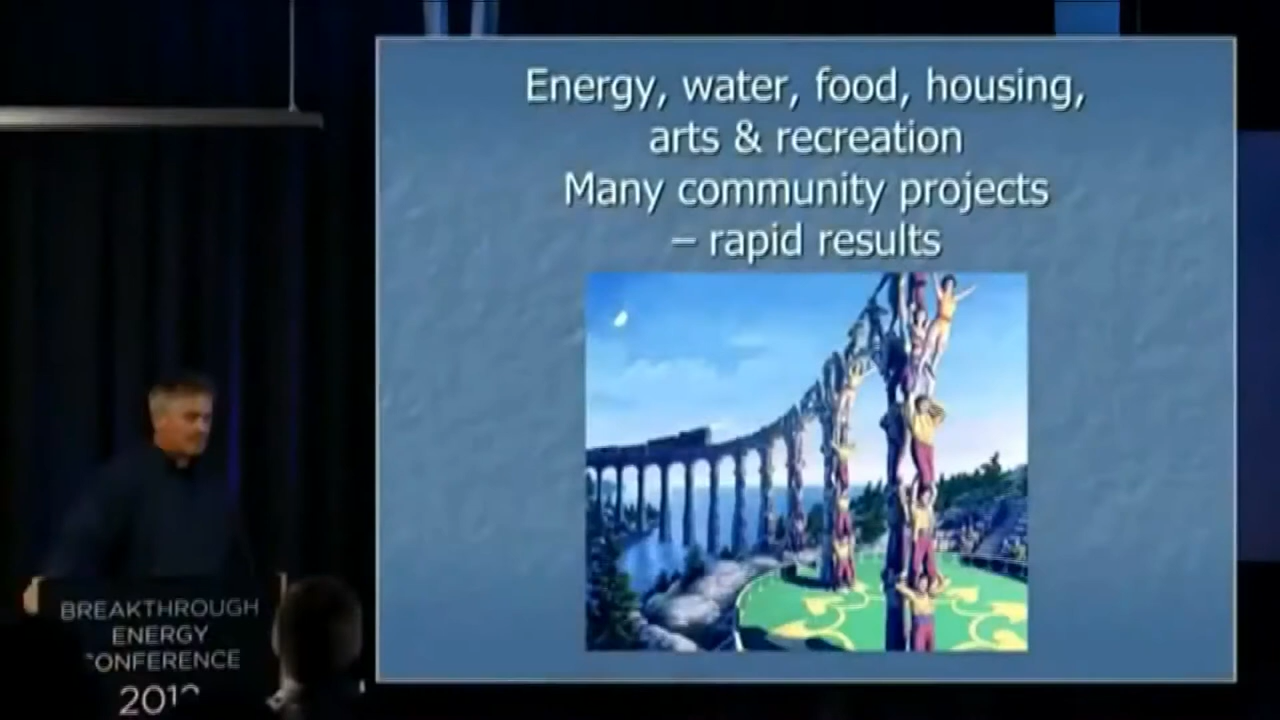 Energy, water, food, housing,
arts & recreation
Many community projects
– rapid results
BREAKTHROUGH
ENERGY
CONFERENCE